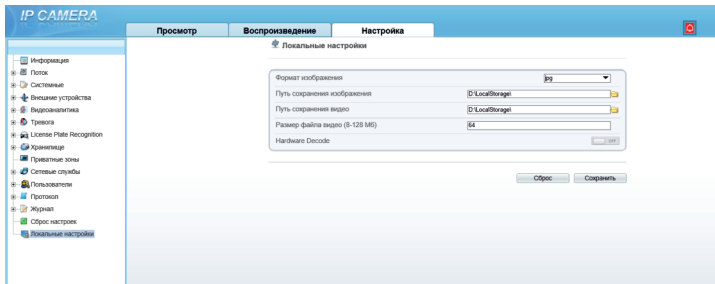 IP CAMERA
Просмотр
Воспроизведение
Настройка
Информация
Поток
Системные
Внешние устройства
Видеоаналитика
Тревога
License Plate Recognition
Хранилище
Приватные зоны
Сетевые службы
Пользователи
Протокол
Журнал
Сброс настроек
Локальные настройки
Локальные настройки
Формат изображения
jpg
Путь сохранения изображения
D:\LocalStorage\
Путь сохранения видео
D:\LocalStorage\
Размер файла видео (8-128 Мб)
64
Hardware Decode
OFF
Сброс
Сохранить